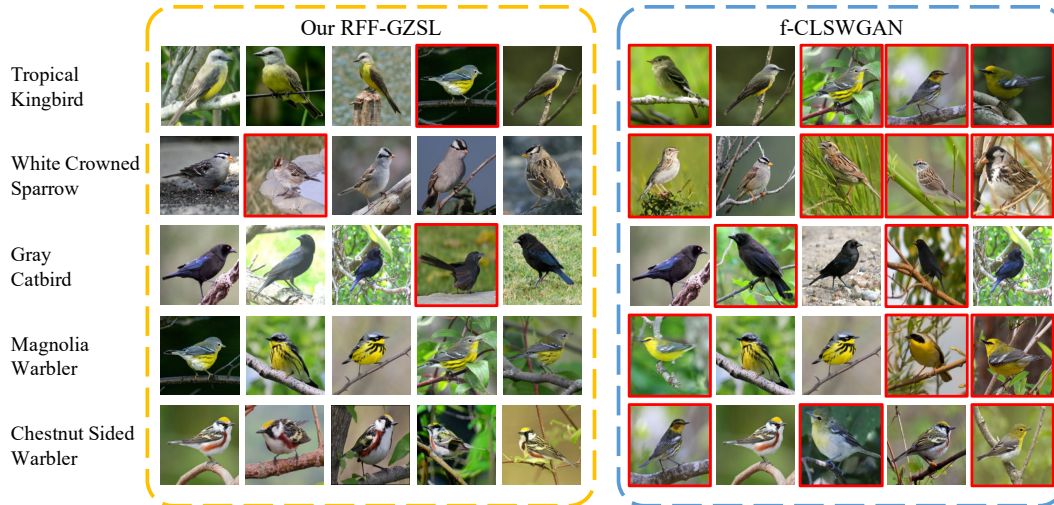 Our RFF-GZSL
f-CLSWGAN
Tropical
Kingbird
White Crowned
Sparrow
Gray
Catbird
Magnolia
Warbler
Chestnut Sided
Warbler